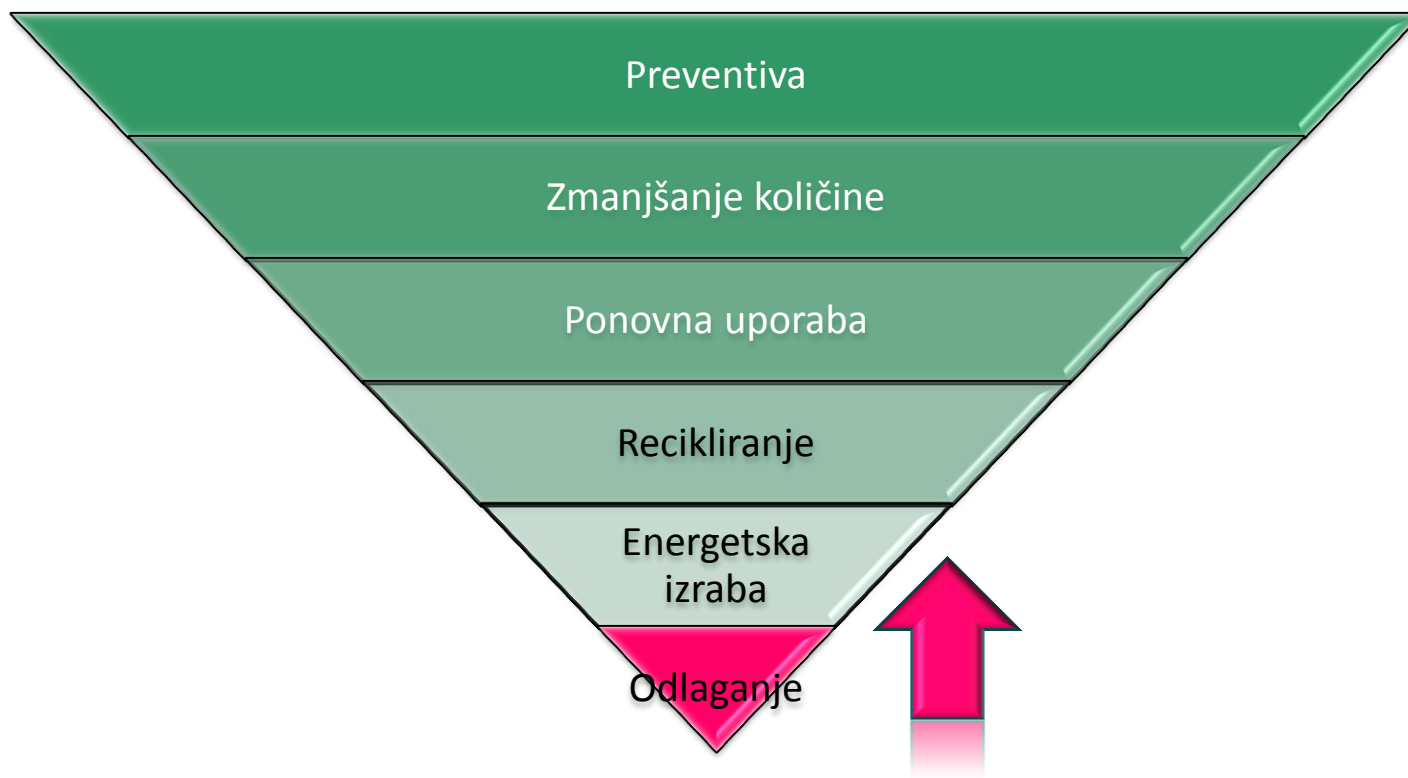 Preventiva
Zmanjšanje količine
Ponovna uporaba
Recikliranje
Energetska
izraba
Odlaganje